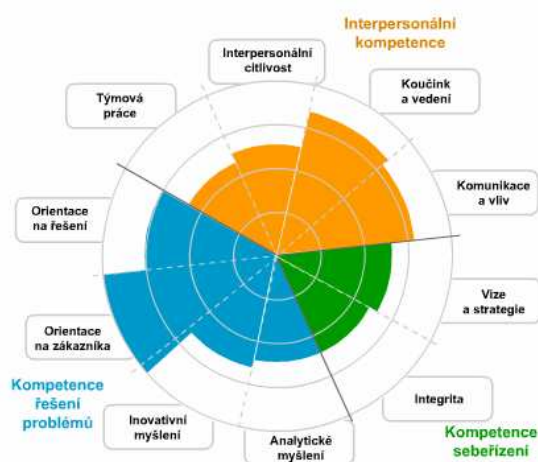 Interpersonální
kompetence
Interpersonální
citlivost
Koučink
a vedení
Týmová
práce
Komunikace
a vliv
Orientace
na řešení
Vize
a strategie
Orientace
na zákazníka
Kompetence
řešení
problémů
Integrita
Inovativní
myšlení
Analytické
myšlení
Kompetence
sebeřízení